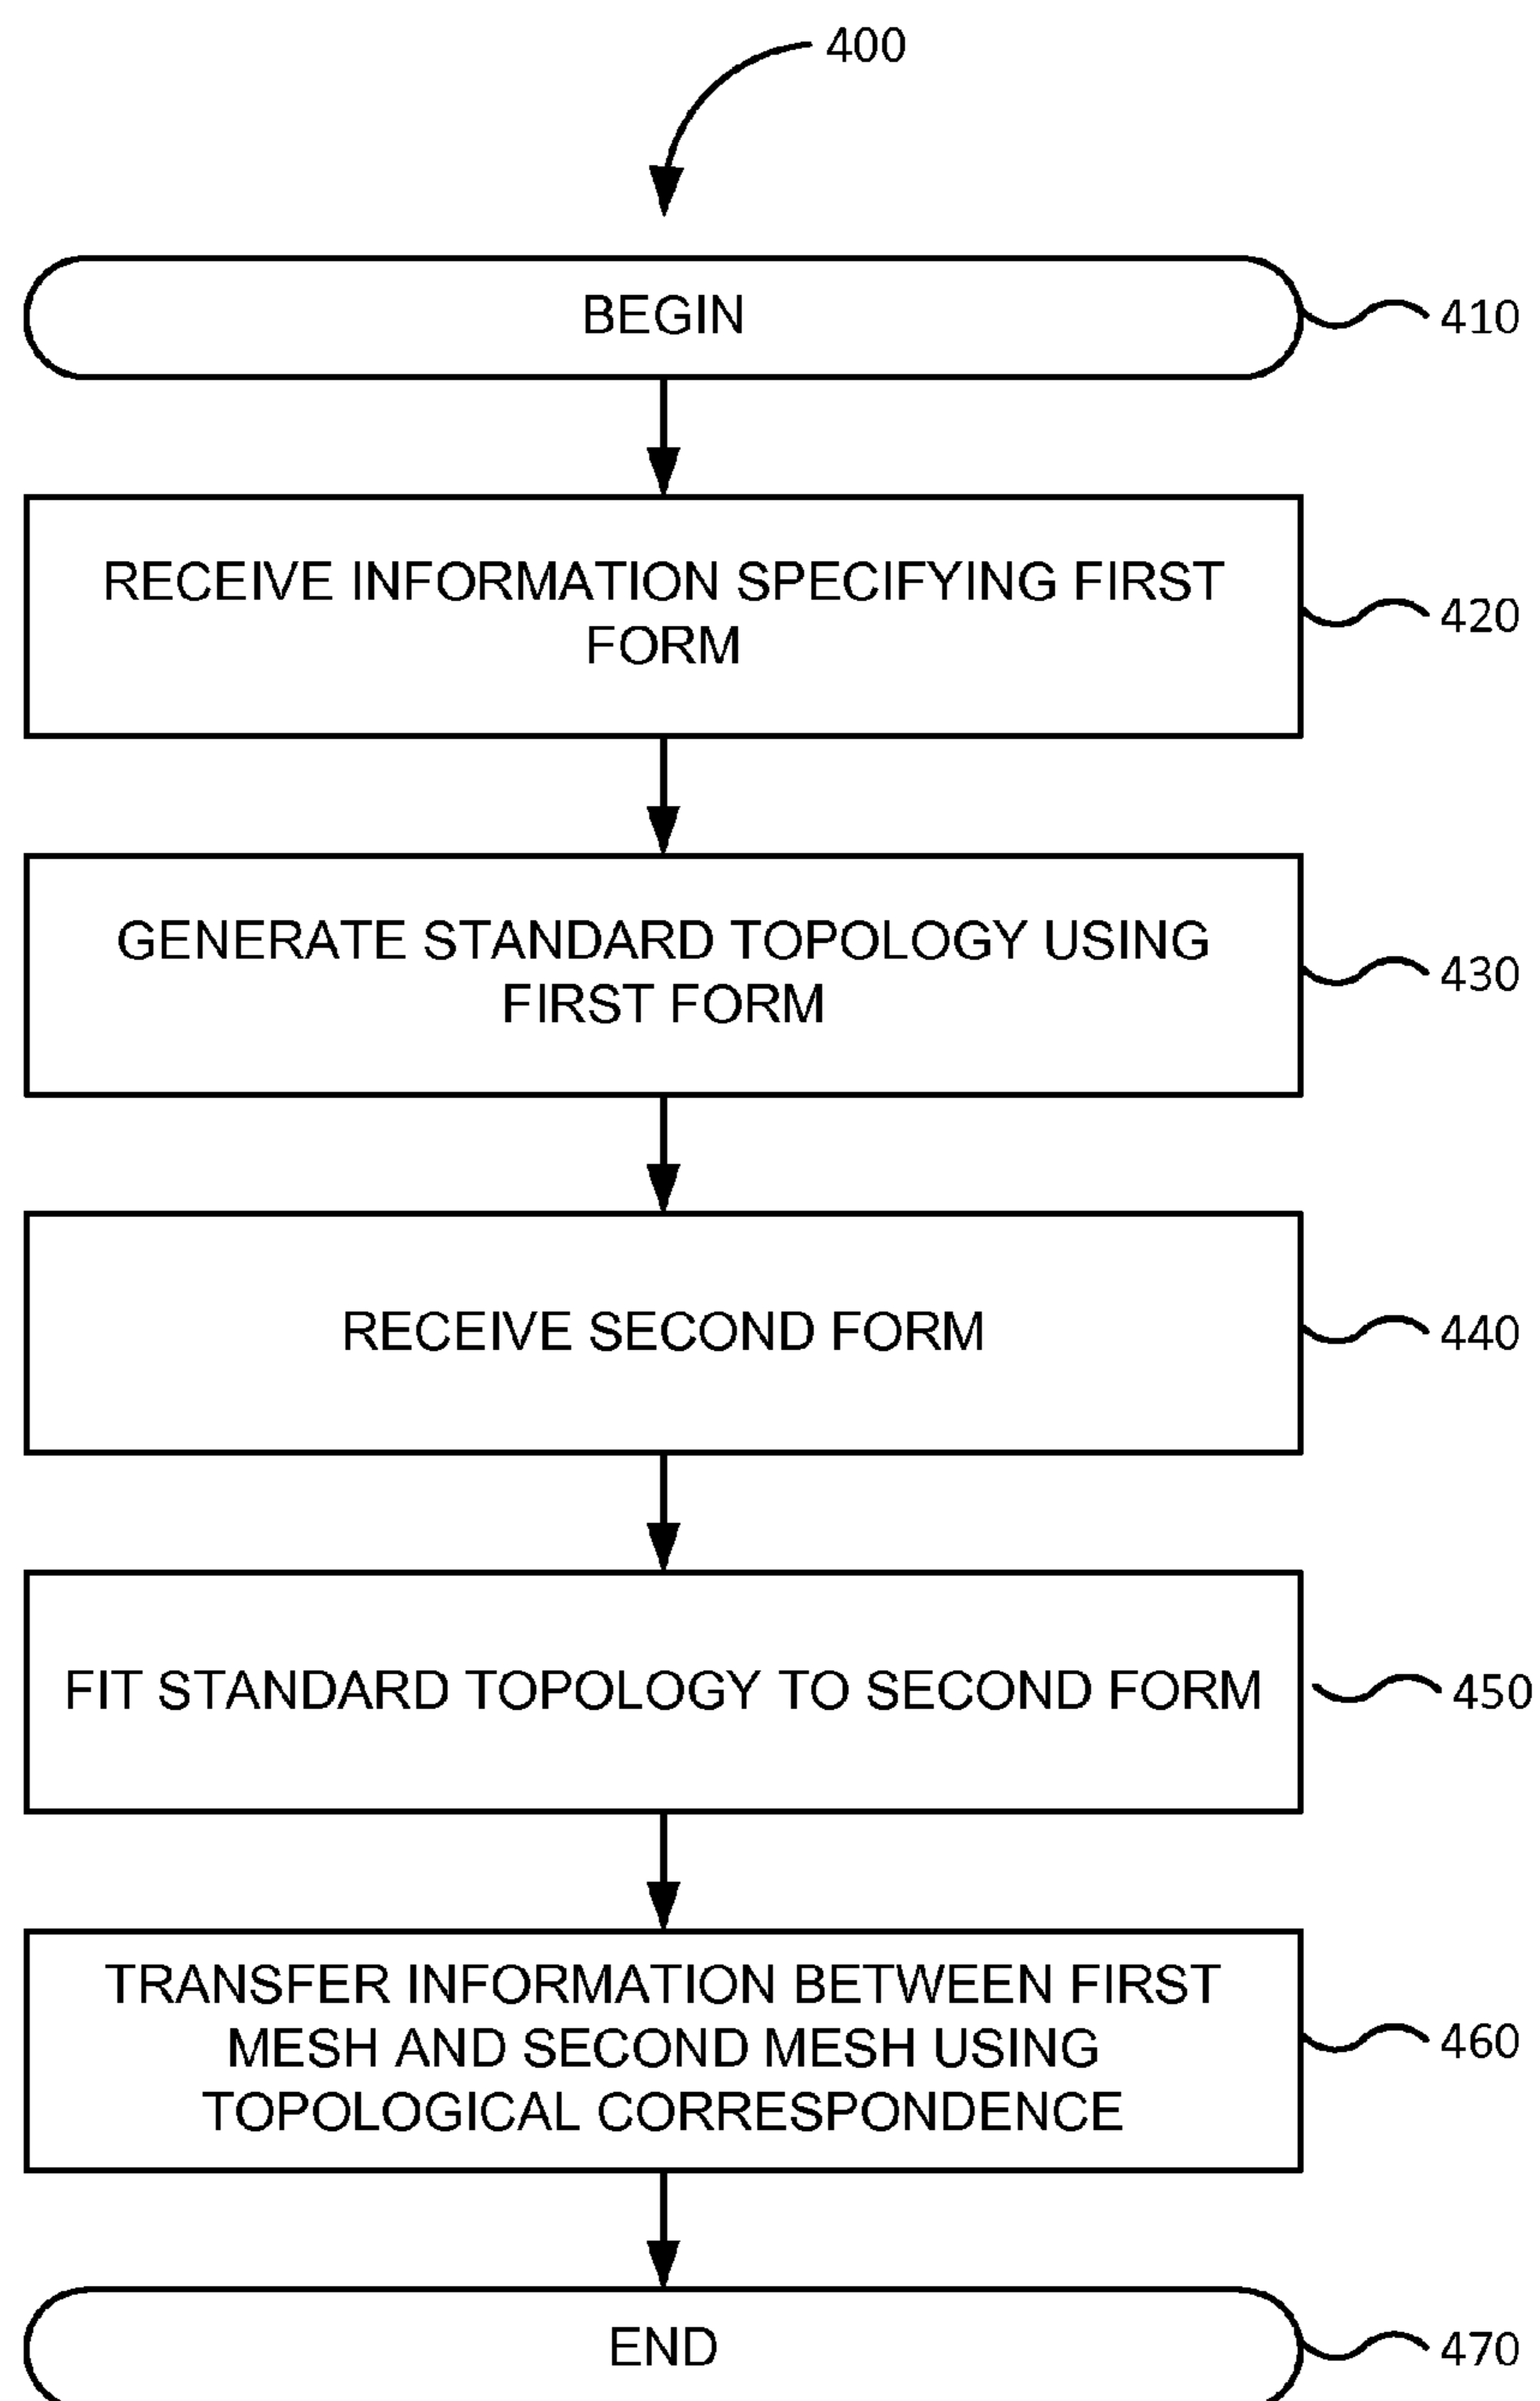 400
BEGIN
410
RECEIVE INFORMATION SPECIFYING FIRST
FORM
420
GENERATE STANDARD TOPOLOGY USING
FIRST FORM
430
RECEIVE SECOND FORM
440
FIT STANDARD TOPOLOGY TO SECOND FORM
450
TRANSFER INFORMATION BETWEEN FIRST
MESH AND SECOND MESH USING
TOPOLOGICAL CORRESPONDENCE
460
END
470